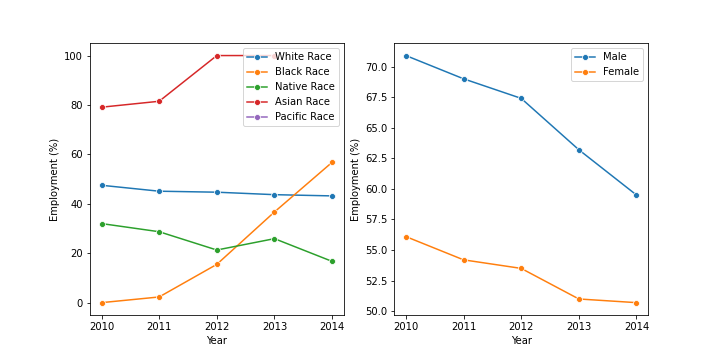 Employment (%)
100
80
60
40
20
0
2010 2011 2012 2013 2014
Year
White Race
Black Race
Native Race
Asian Race
Pacific Race
Employment (%)
70.0
67.5
65.0
62.5
60.0
57.5
55.0
52.5
50.0
2010 2011 2012 2013 2014
Year
Male
Female